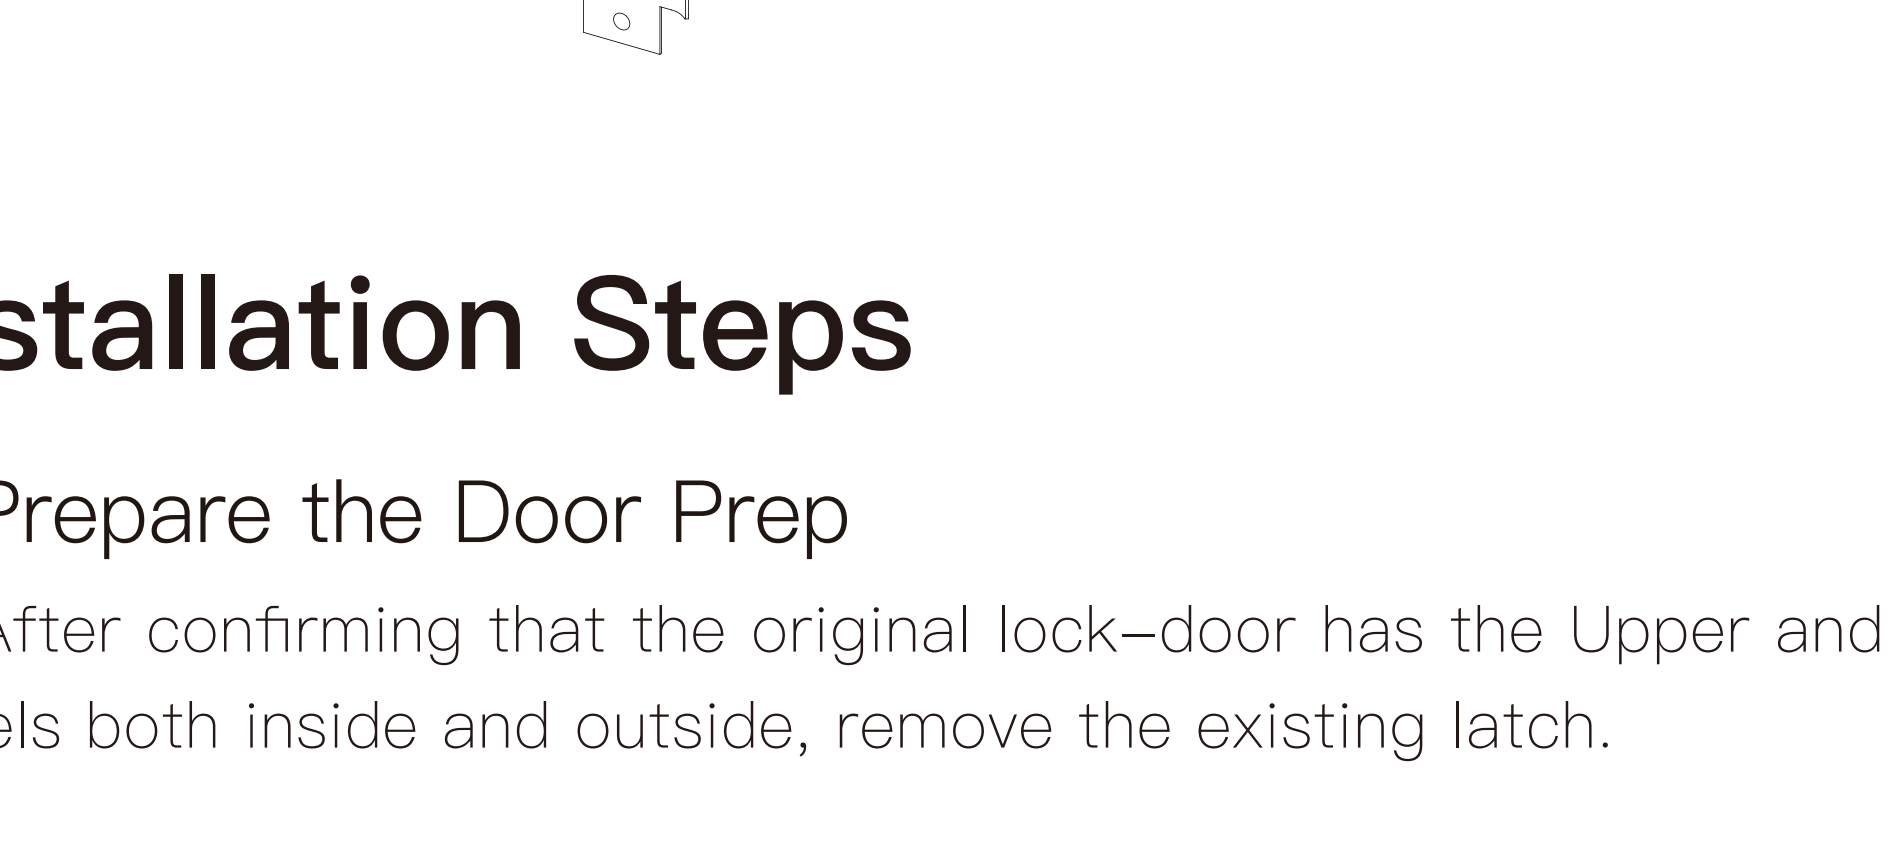 stallation Steps
Prepare the Door Prep
After confirming that the original lock–door has the Upper and
els both inside and outside, remove the existing latch.